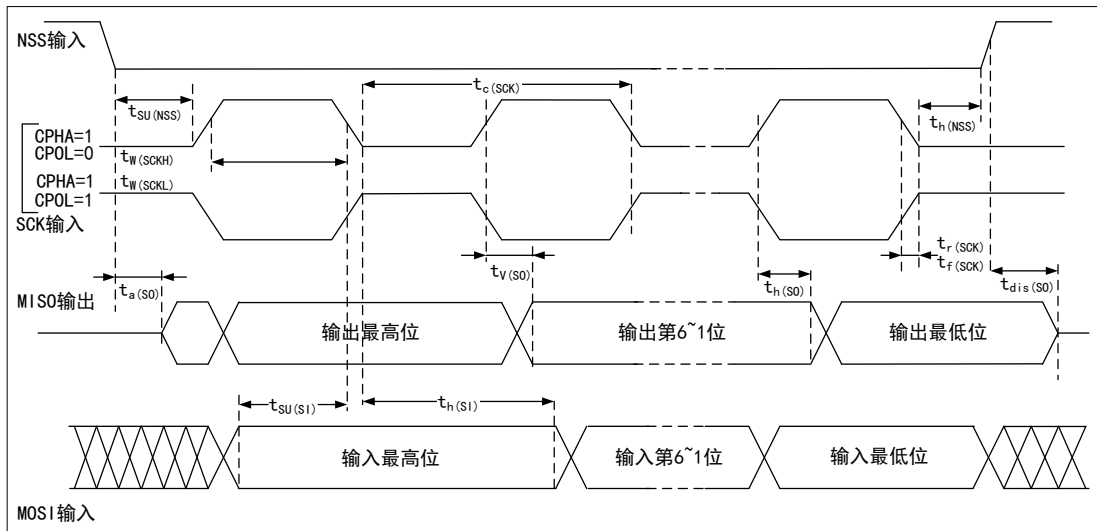 NSS输入
tc(SCK)
tSU(NSS)
th(NSS)
CPHA=1
CPOL=0
tW(SCKH)
CPHA=1
CPOL=1
tW(SCKL)
SCK输入
tr(SCK)
tf(SCK)
ta(SO)
tV(SO)
th(SO)
tdis(SO)
MISO输出
输出最高位
输出第6~1位
输出最低位
tSU(SI)
th(SI)
输入最高位
输入第6~1位
输入最低位
MOSI输入